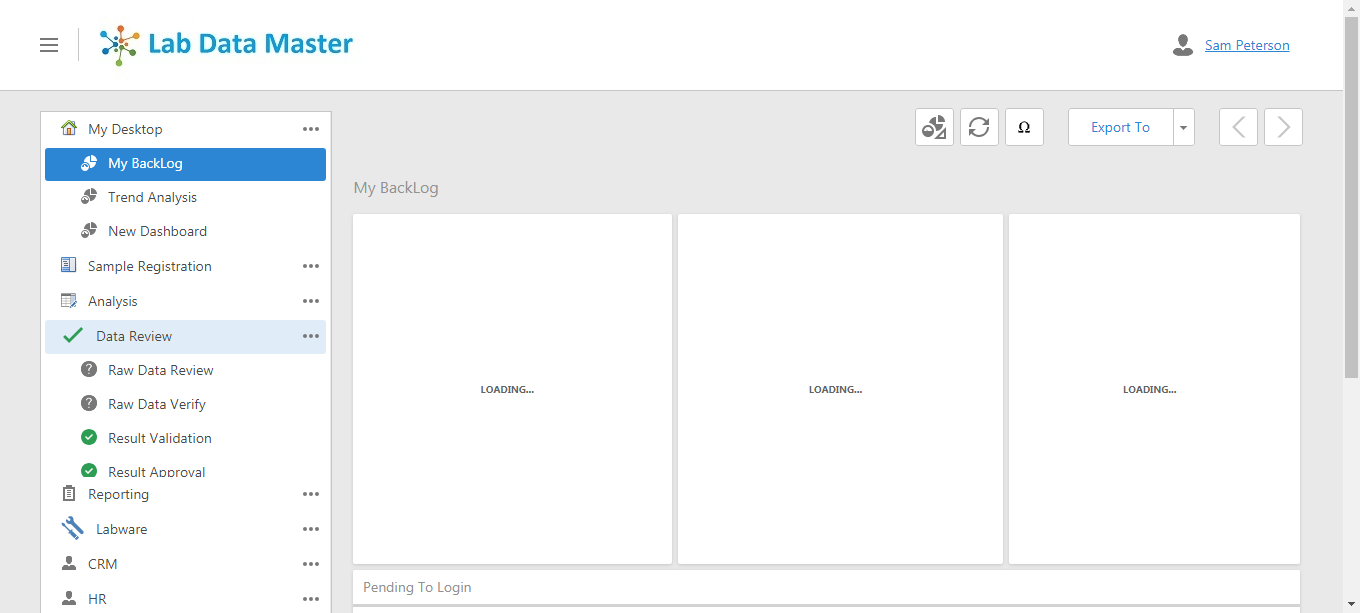 Lab Data Master
Sam Peterson
My Desktop
My BackLog
Trend Analysis
New Dashboard
Sample Registration
Analysis
Data Review
Raw Data Review
Raw Data Verify
Result Validation
Result Approval
Reporting
Labware
CRM
HR
Ω
Export To
My BackLog
LOADING...
LOADING...
LOADING...
Pending To Login